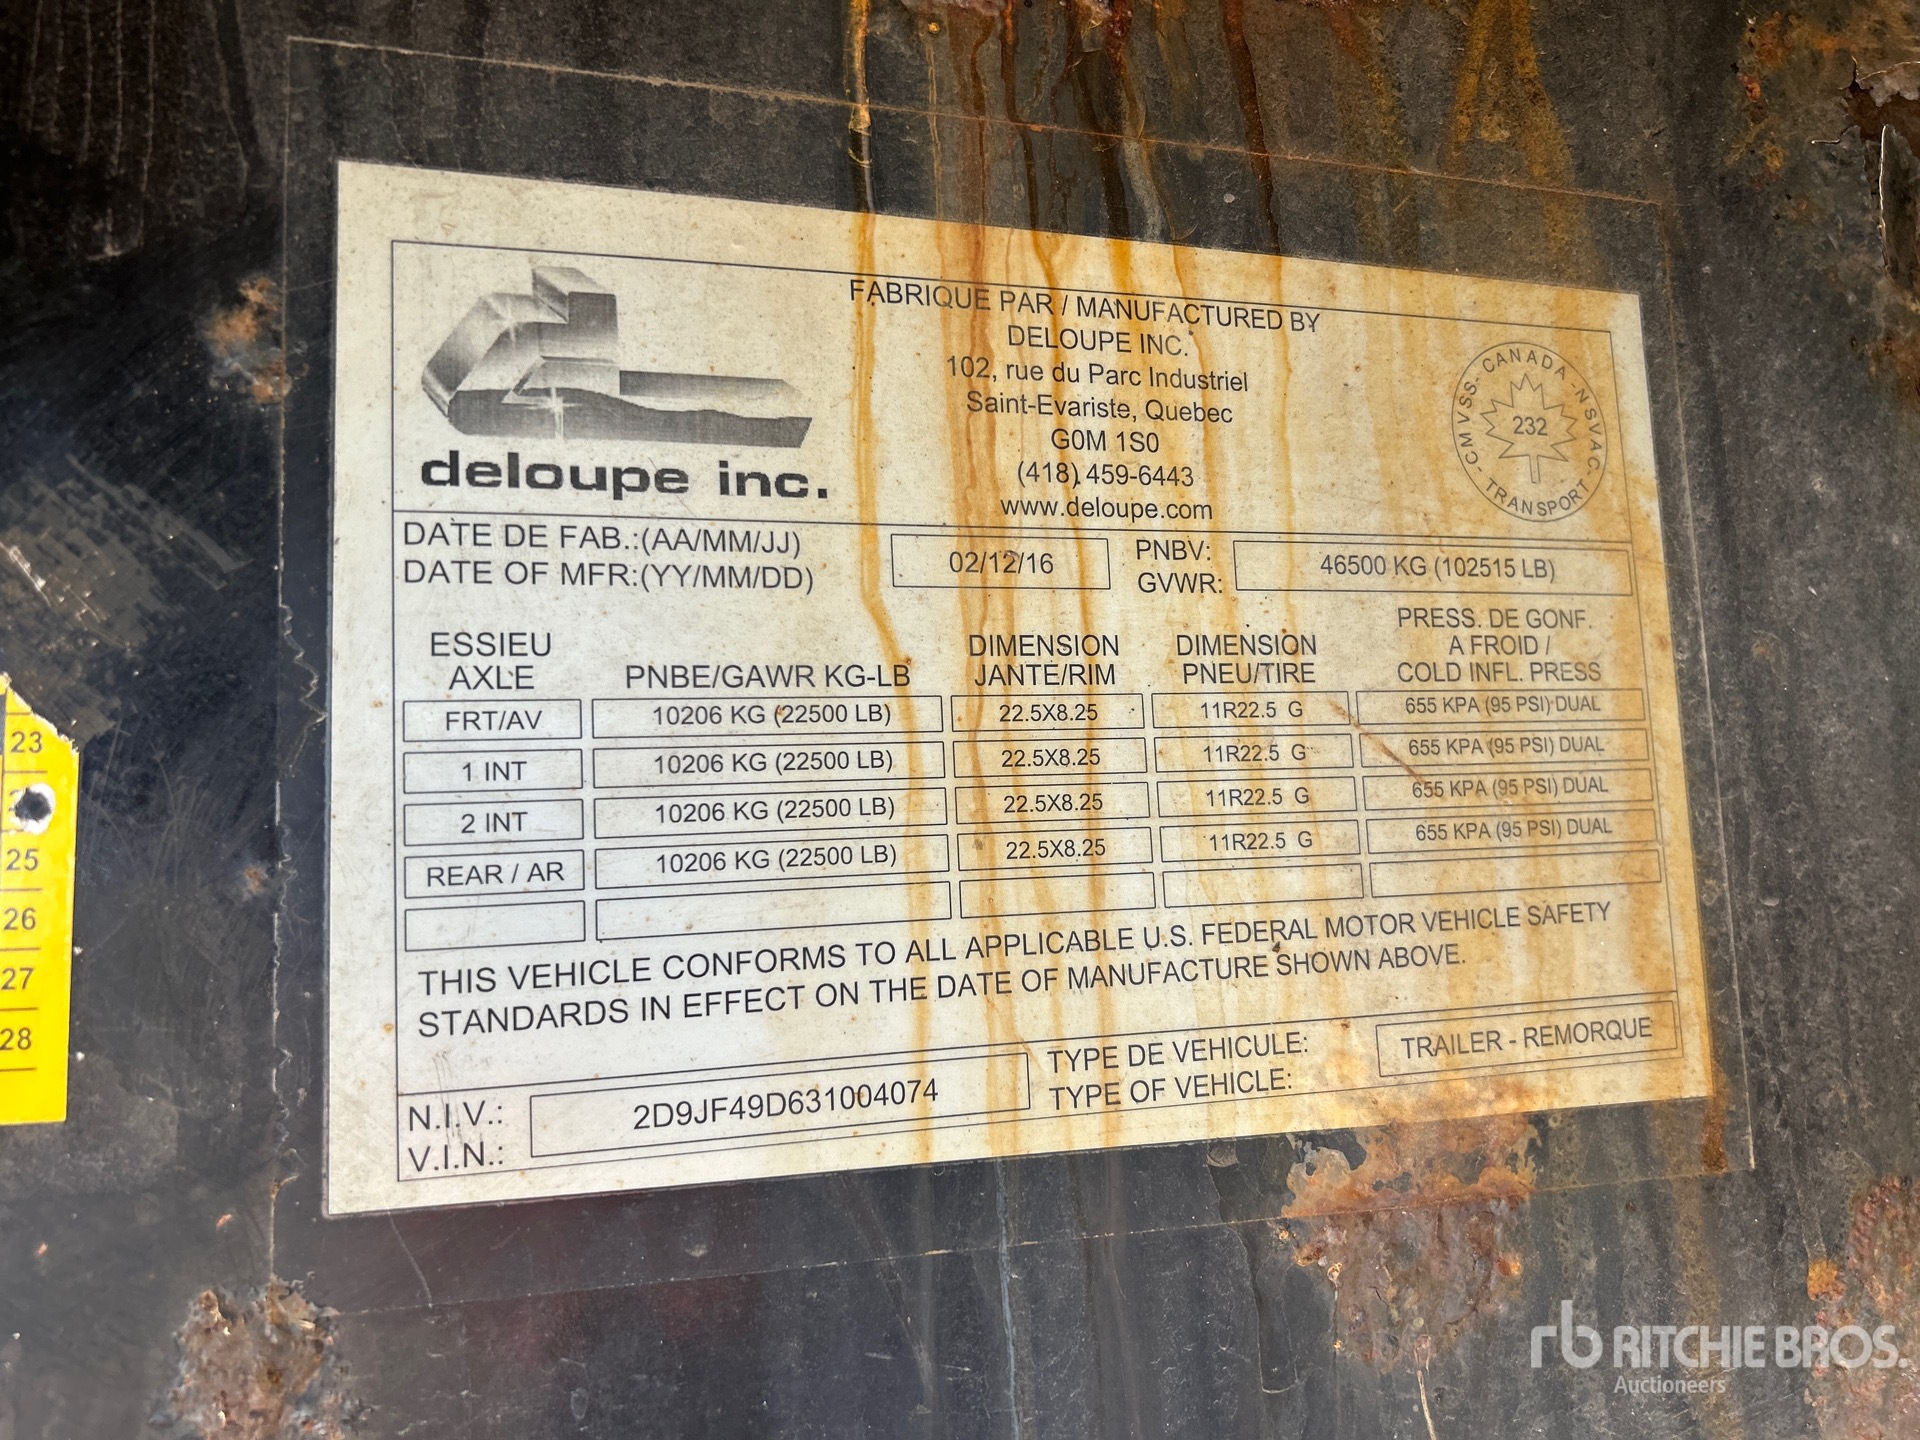 FABRIQUE PAR / MANUFACTURED BY
DELOUPE INC.
102, rue du Parc Industriel
Saint-Evariste, Quebec
G0M 1S0
(418) 459-6443
www.deloupe.com
deloupe inc.
CMVSS. - CANADA - NSVAC. - TRANSPORT
232
DATE DE FAB.:(AA/MM/JJ)
DATE OF MFR:(YY/MM/DD)
02/12/16
PNBV:
GVWR:
46500 KG (102515 LB)
ESSIEU
AXLE
PNBE/GAWR KG-LB
DIMENSION
JANTE/RIM
DIMENSION
PNEU/TIRE
PRESS. DE GONF.
A FROID /
COLD INFL. PRESS
FRT/AV 10206 KG (22500 LB) 22.5X8.25 11R22.5 G 655 KPA (95 PSI) DUAL
1 INT 10206 KG (22500 LB) 22.5X8.25 11R22.5 G 655 KPA (95 PSI) DUAL
2 INT 10206 KG (22500 LB) 22.5X8.25 11R22.5 G 655 KPA (95 PSI) DUAL
REAR / AR 10206 KG (22500 LB) 22.5X8.25 11R22.5 G 655 KPA (95 PSI) DUAL
THIS VEHICLE CONFORMS TO ALL APPLICABLE U.S. FEDERAL MOTOR VEHICLE SAFETY
STANDARDS IN EFFECT ON THE DATE OF MANUFACTURE SHOWN ABOVE.
N.I.V.:
V.I.N.:
2D9JF49D631004074
TYPE DE VEHICULE:
TYPE OF VEHICLE:
TRAILER - REMORQUE
23
25
26
27
28
rb RITCHIE BROS.
Auctioneers